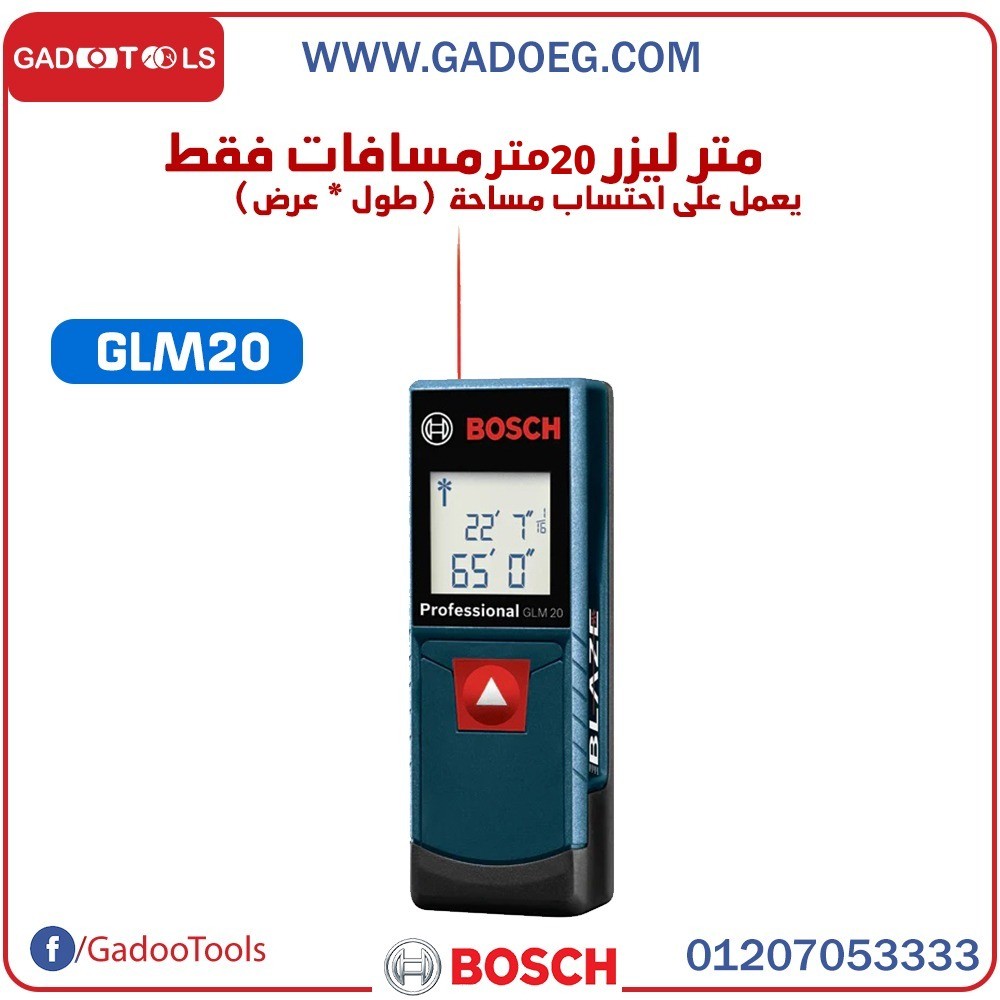 GADOTOOLS
WWW.GADOEG.COM
متر ليزر 20متر مسافات فقط
يعمل على احتساب مساحة (طول * عرض)
GLM20
BOSCH
22' 7" 1/16
65' 0"
Professional GLM 20
BLAZE
f/GadooTools
BOSCH
01207053333